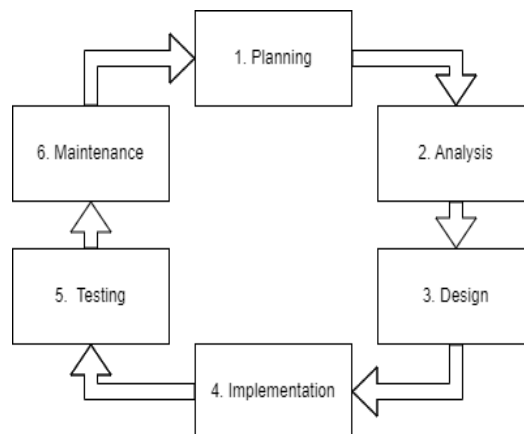 1. Planning
2. Analysis
3. Design
4. Implementation
5. Testing
6. Maintenance